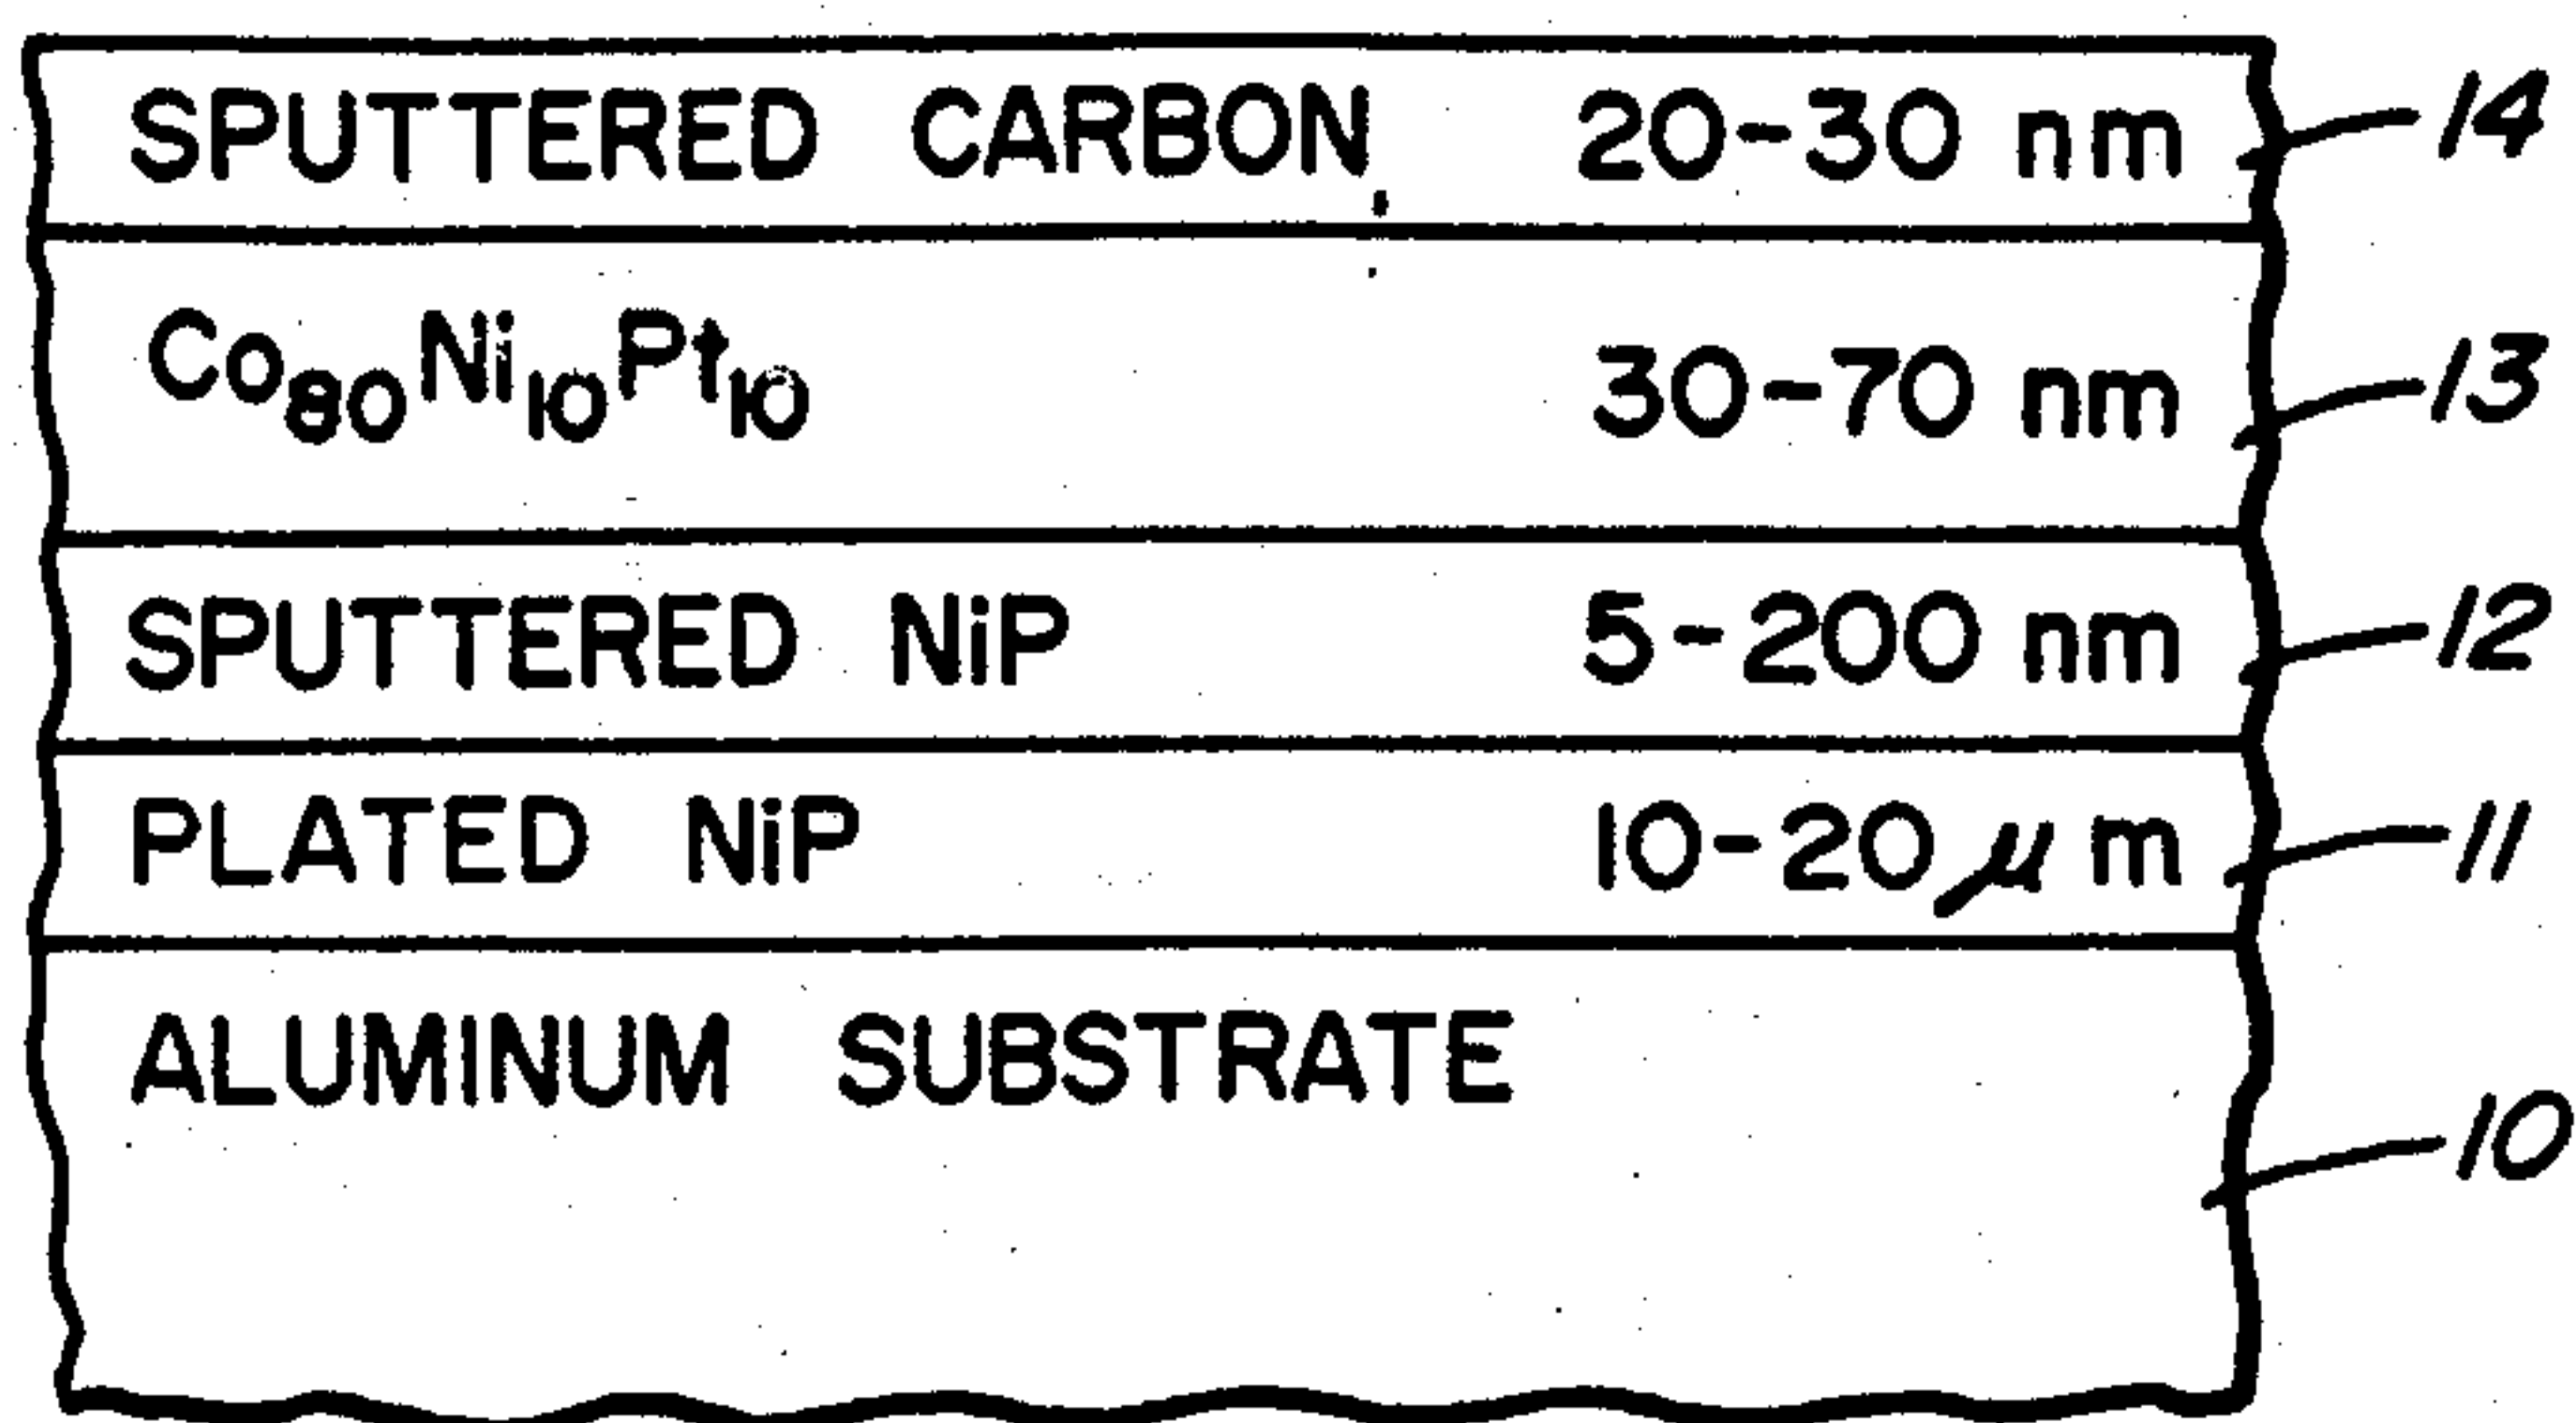 SPUTTERED CARBON 20-30 nm 14
Co80Ni10Pt10 30-70 nm 13
SPUTTERED NiP 5-200 nm 12
PLATED NiP 10-20 μm 11
ALUMINUM SUBSTRATE
10